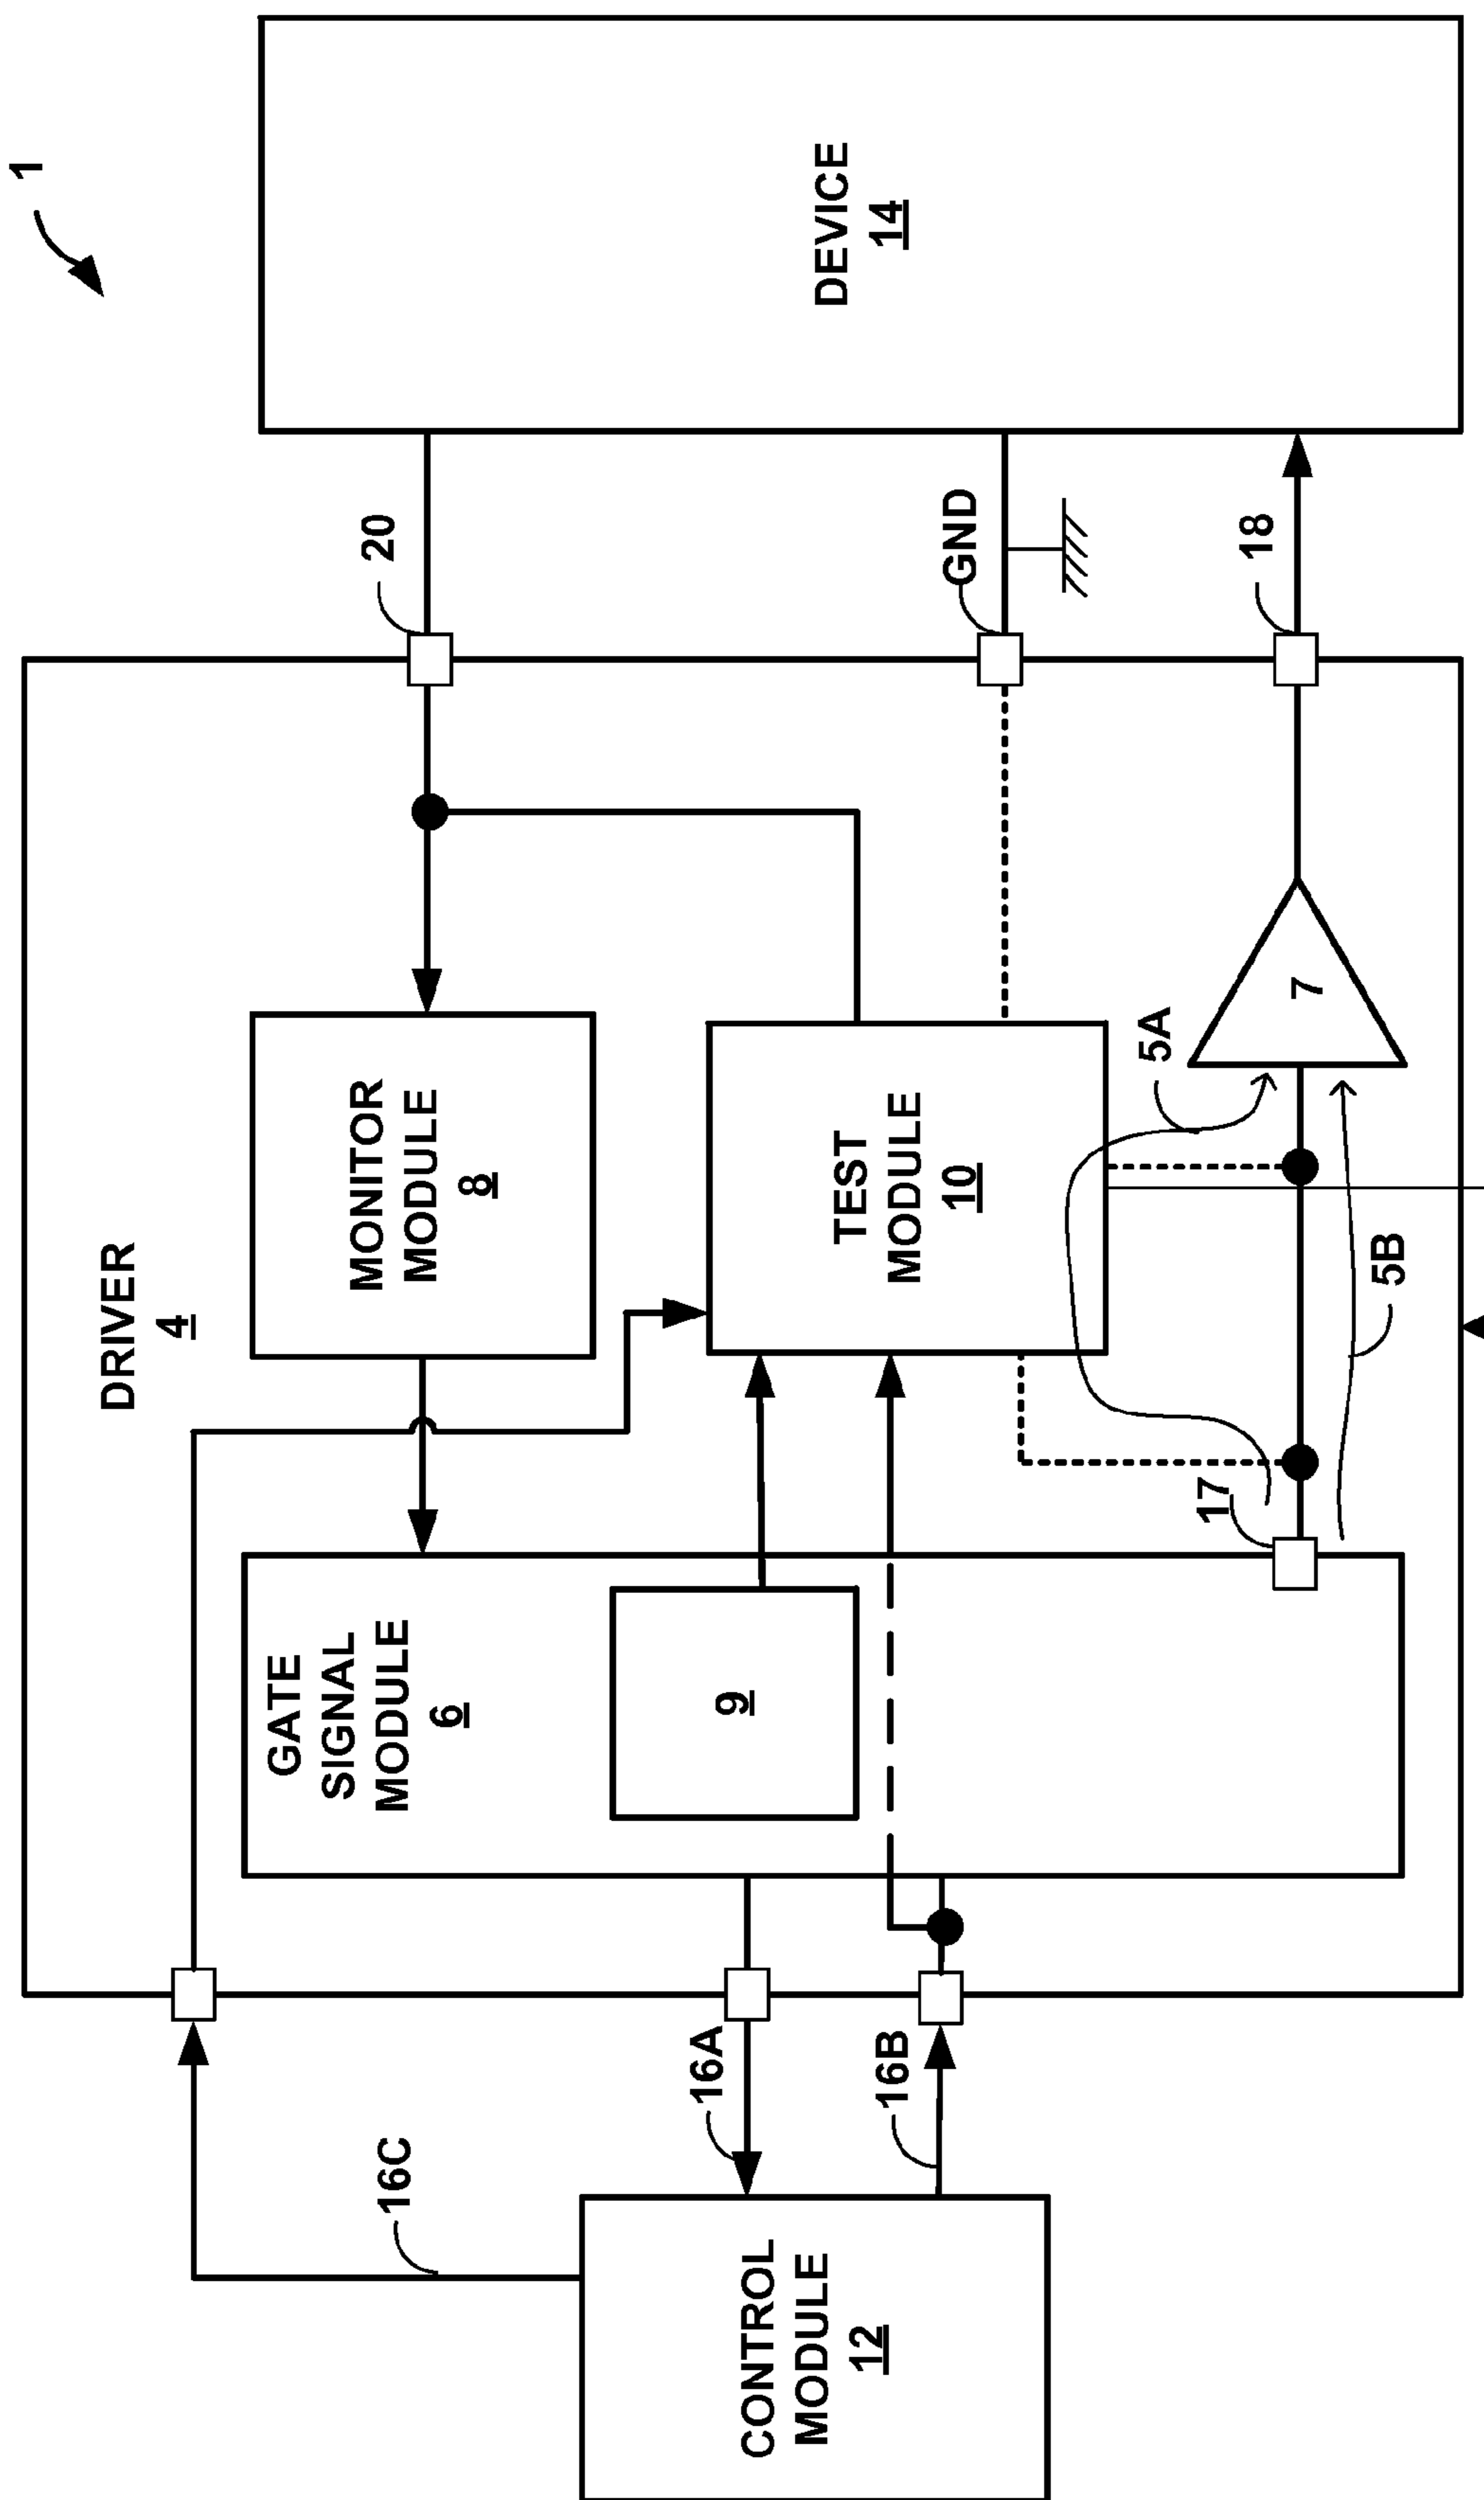 1
DRIVER
4
CONTROL
MODULE
12
16C
16A
16B
GATE
SIGNAL
MODULE
6
9
17
MONITOR
MODULE
8
TEST
MODULE
10
5A
5B
7
20
GND
18
DEVICE
14